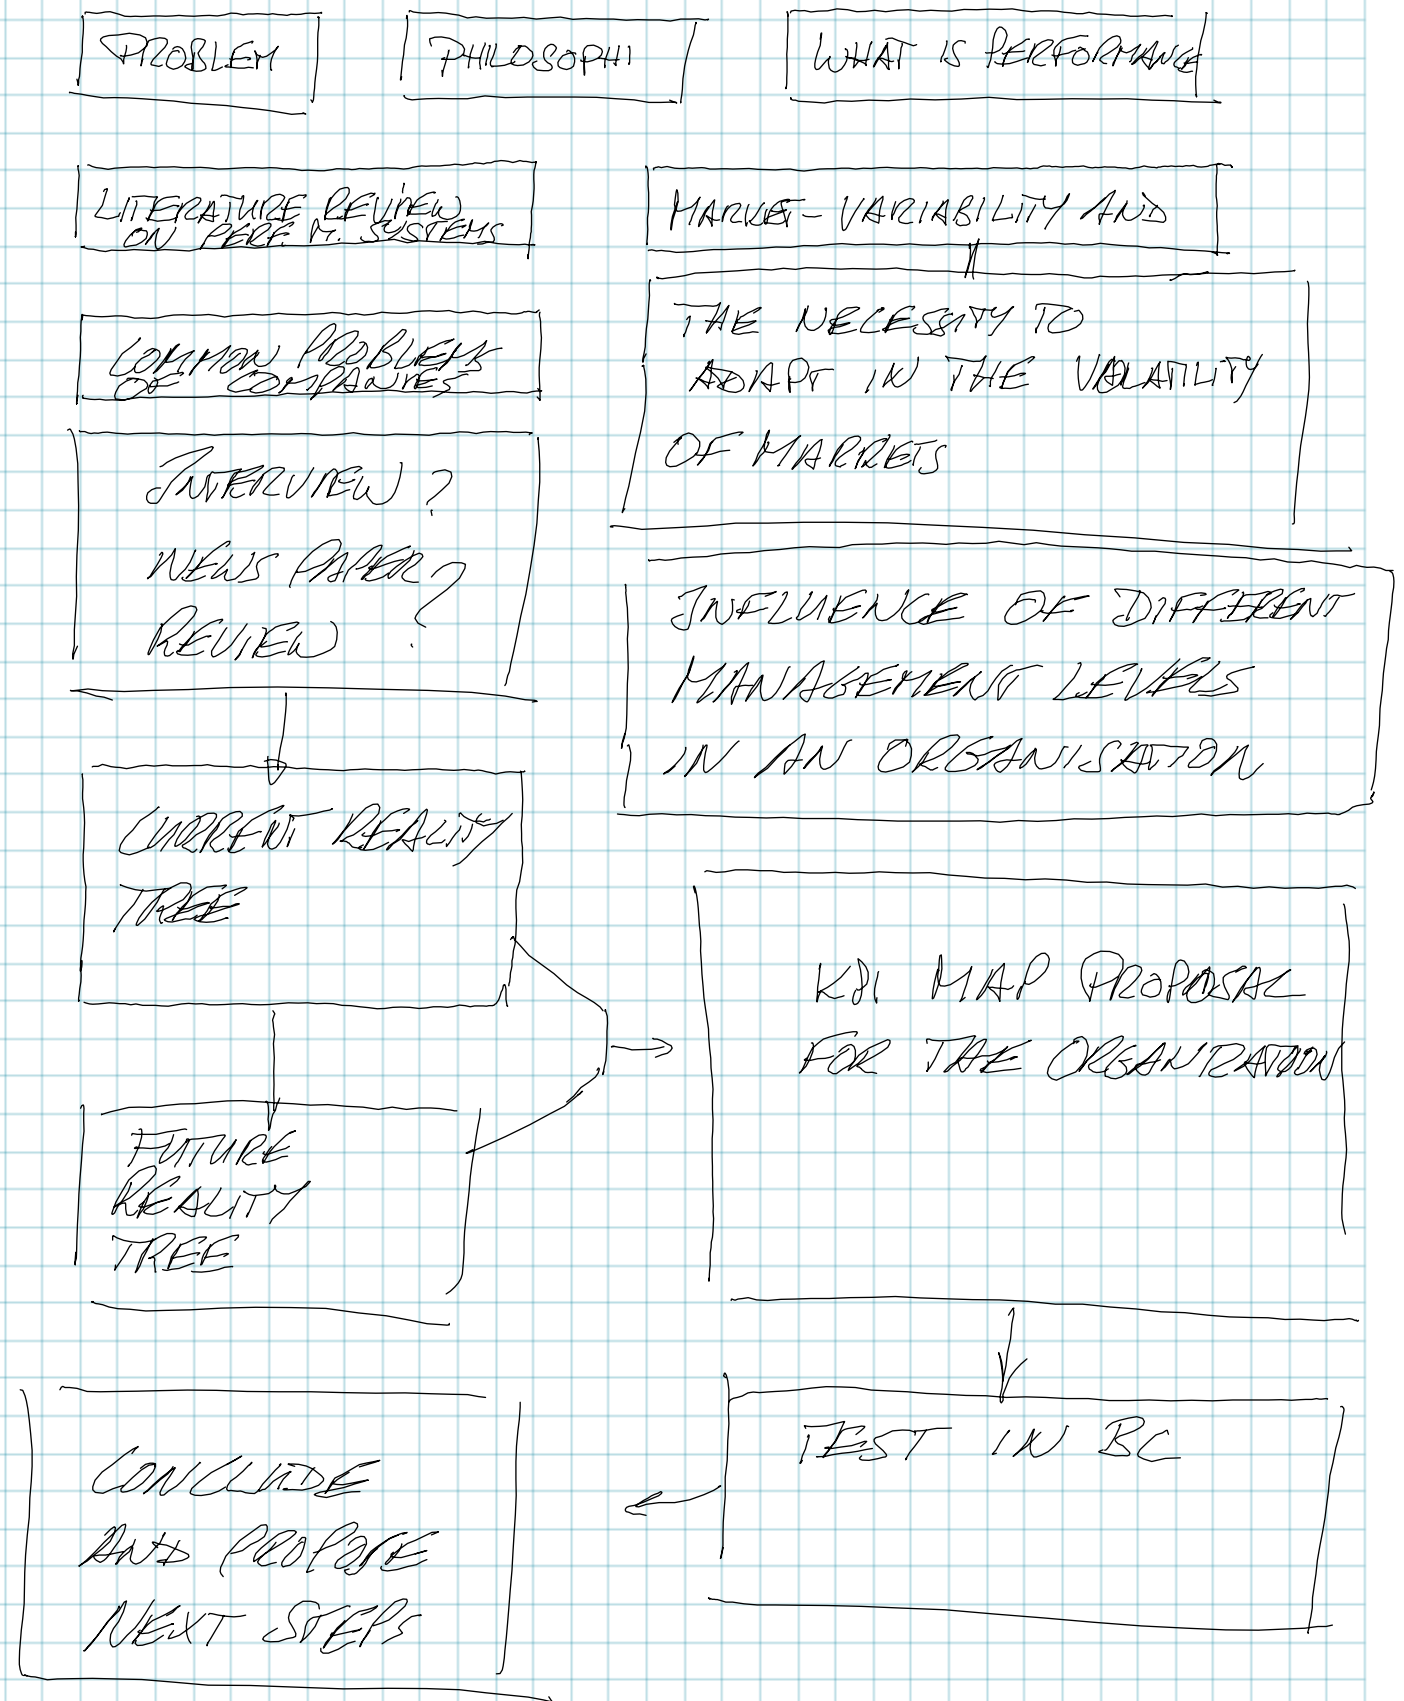 PROBLEM
PHILOSOPHI
WHAT IS PERFORMANCE
LITERATURE REVIEW
ON PERF. M. SYSTEMS
MARKET-VARIABILITY AND
THE NECESSITY TO
ADAPT IN THE VALATILITY
OF MARKETS
COMMON PROBLEMS
OF COMPANIES
INTERVIEW?
NEWS PAPER?
REVIEW ?
INFLUENCE OF DIFFERENT
MANAGEMENT LEVELS
IN AN ORGANISATION
CURRENT REALITY
TREE
KPI MAP PROPOSAL
FOR THE ORGANIZATION
FUTURE
REALITY
TREE
TEST IN BC
CONCLUDE
AND PROPOSE
NEXT STEPS